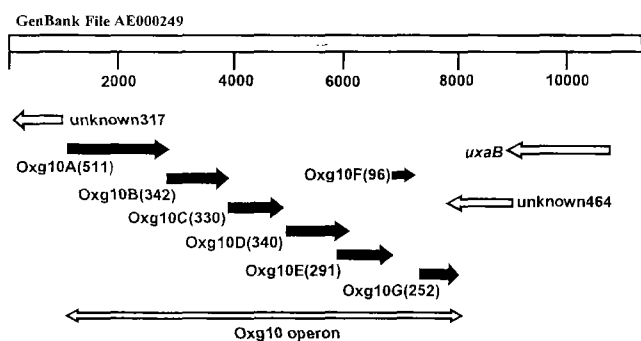 GenBank File AE000249
2000 4000 6000 8000 10000
unknown317
Oxg10A(511)
uxaB
Oxg10F(96)
Oxg10B(342)
unknown464
Oxg10C(330)
Oxg10D(340)
Oxg10E(291)
Oxg10G(252)
Oxg10 operon